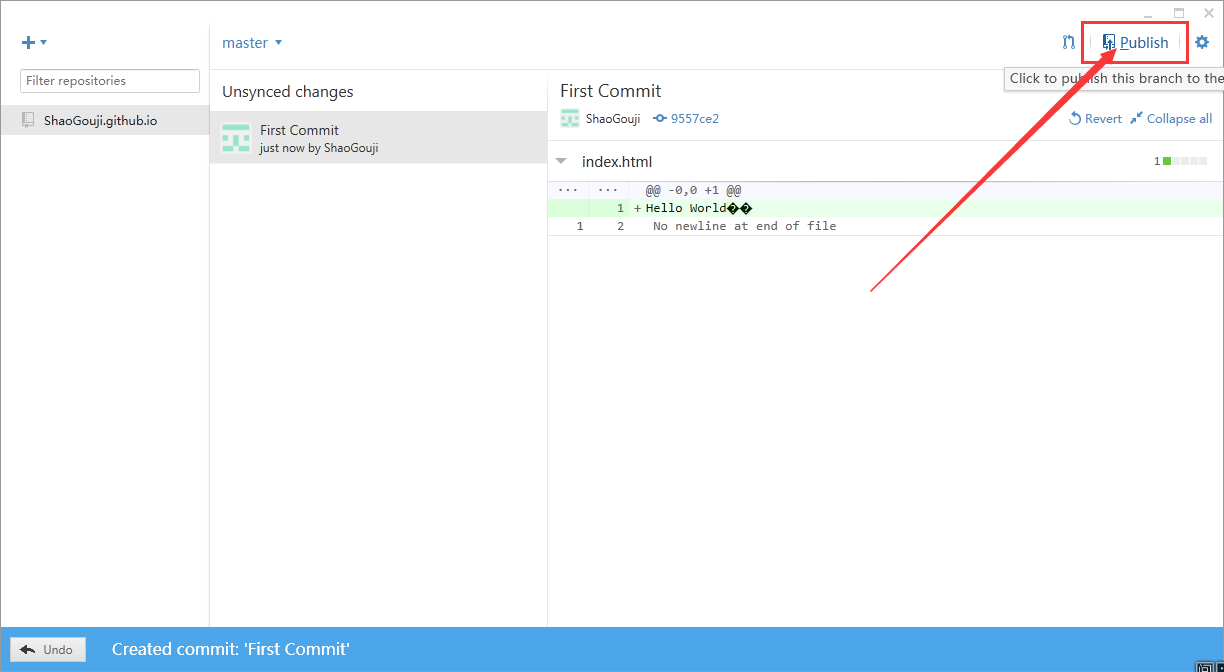 master
Publish
Click to publish this branch to the
Filter repositories
ShaoGouji.github.io
Unsynced changes
First Commit
just now by ShaoGouji
First Commit
ShaoGouji
9557ce2
Revert
Collapse all
index.html
1
... ... @@ -0,0 +1 @@
1 + Hello World��
1 2 No newline at end of file
Undo
Created commit: 'First Commit'